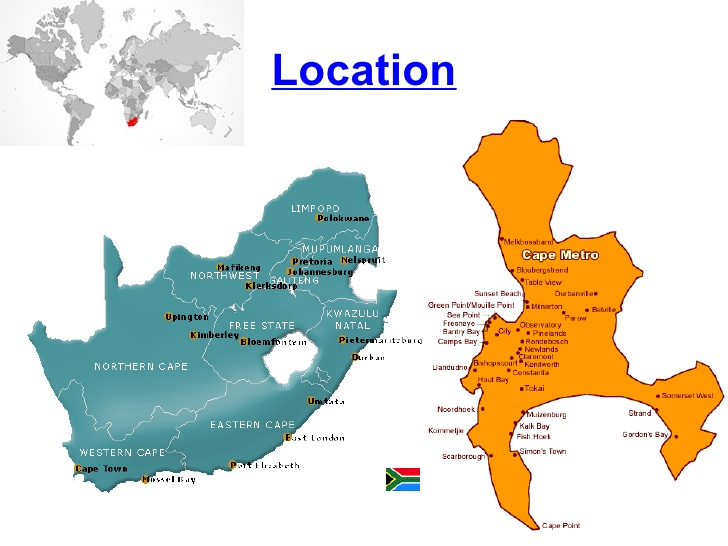 Location
LIMPOPO
Polokwane
MUPUMLANGA
Pretoria
Nelspruit
Mafikeng
Johannesburg
NORTHWEST
GAUTENG
Klerksdorp
Upington
KWAZULU
NATAL
FREE STATE
Kimberley
Bloemfontein
Pietermaritzburg
Durban
NORTHERN CAPE
Umtata
EASTERN CAPE
East London
WESTERN CAPE
Cape Town
Port Elizabeth
Mossel Bay
Melkbosstrand
Cape Metro
Bloubergstrand
Table View
Sunset Beach
Durbanville
Green Point/Mouille Point
Milnerton
Belville
Sea Point
Parow
Fresnaye
Observatory
Bantry Bay
City
Pinelands
Camps Bay
Rondebosch
Newlands
Claremont
Bishopscourt
Kenilworth
Llandudno
Constantia
Hout Bay
Tokai
Somerset West
Noordhoek
Muizenburg
Strand
Kalk Bay
Kommetjie
Fish Hoek
Gordon's Bay
Scarborough
Simon's Town
Cape Point